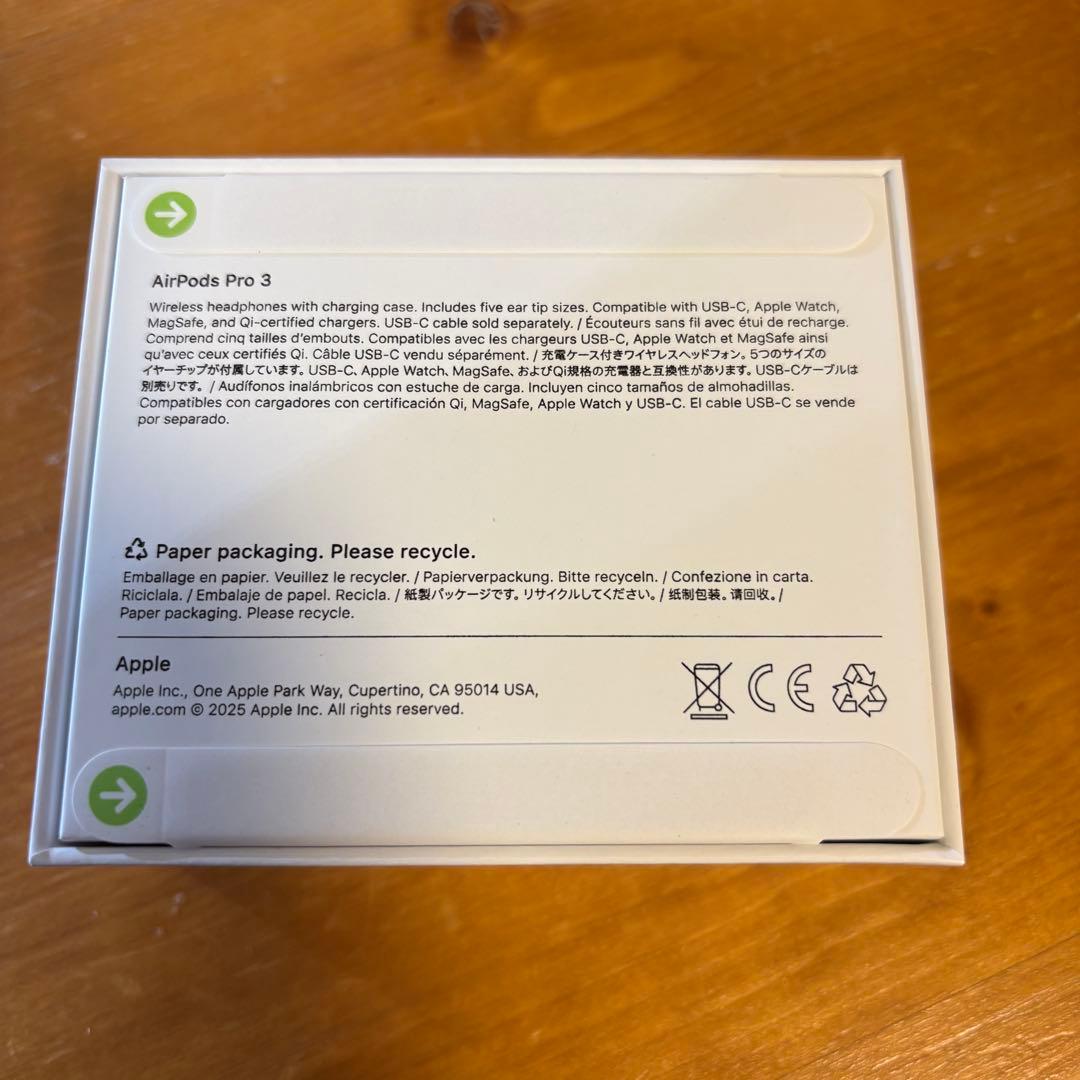 AirPods Pro 3
Wireless headphones with charging case. Includes five ear tip sizes. Compatible with USB-C, Apple Watch,
MagSafe, and Qi-certified chargers. USB-C cable sold separately. / Écouteurs sans fil avec étui de recharge.
Comprend cinq tailles d'embouts. Compatibles avec les chargeurs USB-C, Apple Watch et MagSafe ainsi
qu'avec ceux certifiés Qi. Câble USB-C vendu séparément. / 充電ケース付きワイヤレスヘッドフォン。5つのサイズの
イヤーチップが付属しています。USB-C、Apple Watch、MagSafe、およびQi規格の充電器と互換性があります。USB-Cケーブルは
別売りです。 / Audífonos inalámbricos con estuche de carga. Incluyen cinco tamaños de almohadillas.
Compatibles con cargadores con certificación Qi, MagSafe, Apple Watch y USB-C. El cable USB-C se vende
por separado.
Paper packaging. Please recycle.
Emballage en papier. Veuillez le recycler. / Papierverpackung. Bitte recyceln. / Confezione in carta.
Riciclala. / Embalaje de papel. Recicla. / 紙製パッケージです。リサイクルしてください。/ 纸制包装。请回收。/
Paper packaging. Please recycle.
Apple
Apple Inc., One Apple Park Way, Cupertino, CA 95014 USA,
apple.com © 2025 Apple Inc. All rights reserved.
CE